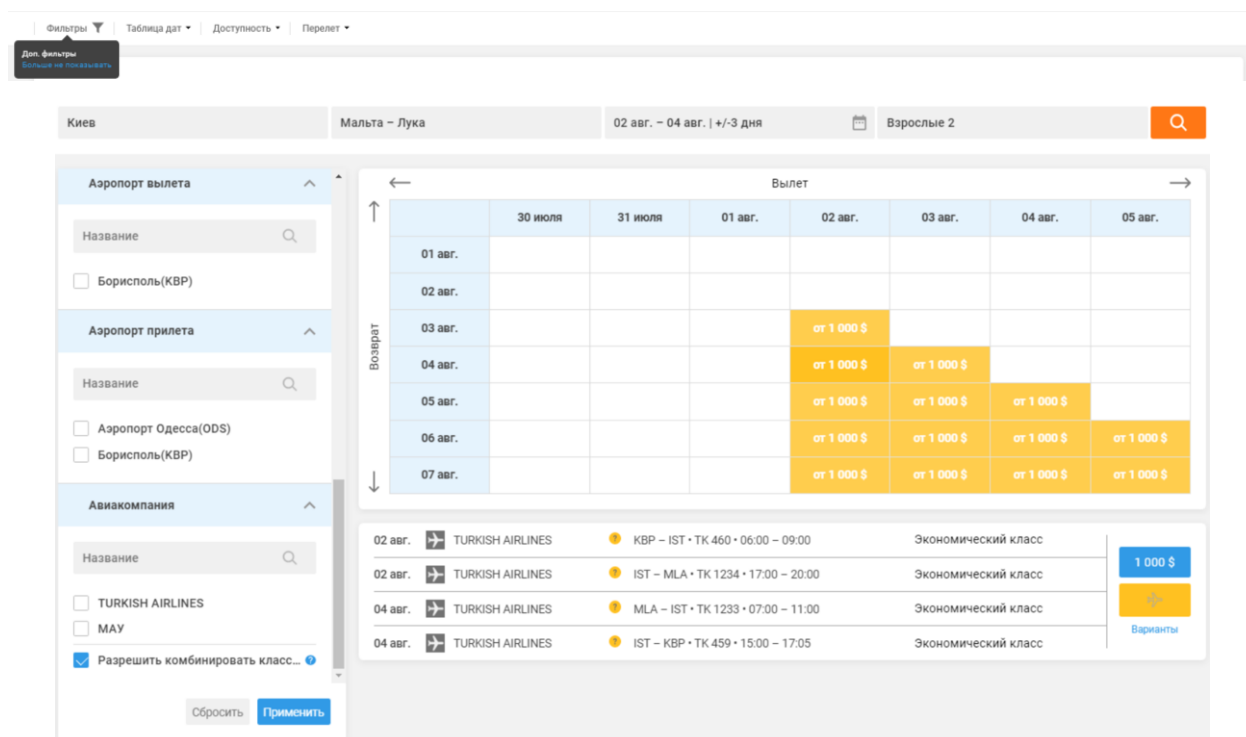 Фильтры Таблица дат Доступность Перелет
Доп. фильтры
Больше не показывать
Киев Мальта – Лука 02 авг. – 04 авг. | +/-3 дня Взрослые 2
Аэропорт вылета
Название
Борисполь(KBP)
Аэропорт прилета
Название
Аэропорт Одесса(ODS)
Борисполь(KBP)
Авиакомпания
Название
TURKISH AIRLINES
МАУ
Разрешить комбинировать класс... ?
Сбросить Применить
Вылет
Возврат
30 июля 31 июля 01 авг. 02 авг. 03 авг. 04 авг. 05 авг.
01 авг.
02 авг.
03 авг. от 1 000 $
04 авг. от 1 000 $ от 1 000 $
05 авг. от 1 000 $ от 1 000 $ от 1 000 $
06 авг. от 1 000 $ от 1 000 $ от 1 000 $ от 1 000 $
07 авг. от 1 000 $ от 1 000 $ от 1 000 $ от 1 000 $
02 авг. TURKISH AIRLINES ? KBP – IST • TK 460 • 06:00 – 09:00 Экономический класс
02 авг. TURKISH AIRLINES ? IST – MLA • TK 1234 • 17:00 – 20:00 Экономический класс
04 авг. TURKISH AIRLINES ? MLA – IST • TK 1233 • 07:00 – 11:00 Экономический класс
04 авг. TURKISH AIRLINES ? IST – KBP • TK 459 • 15:00 – 17:05 Экономический класс
1 000 $
Варианты